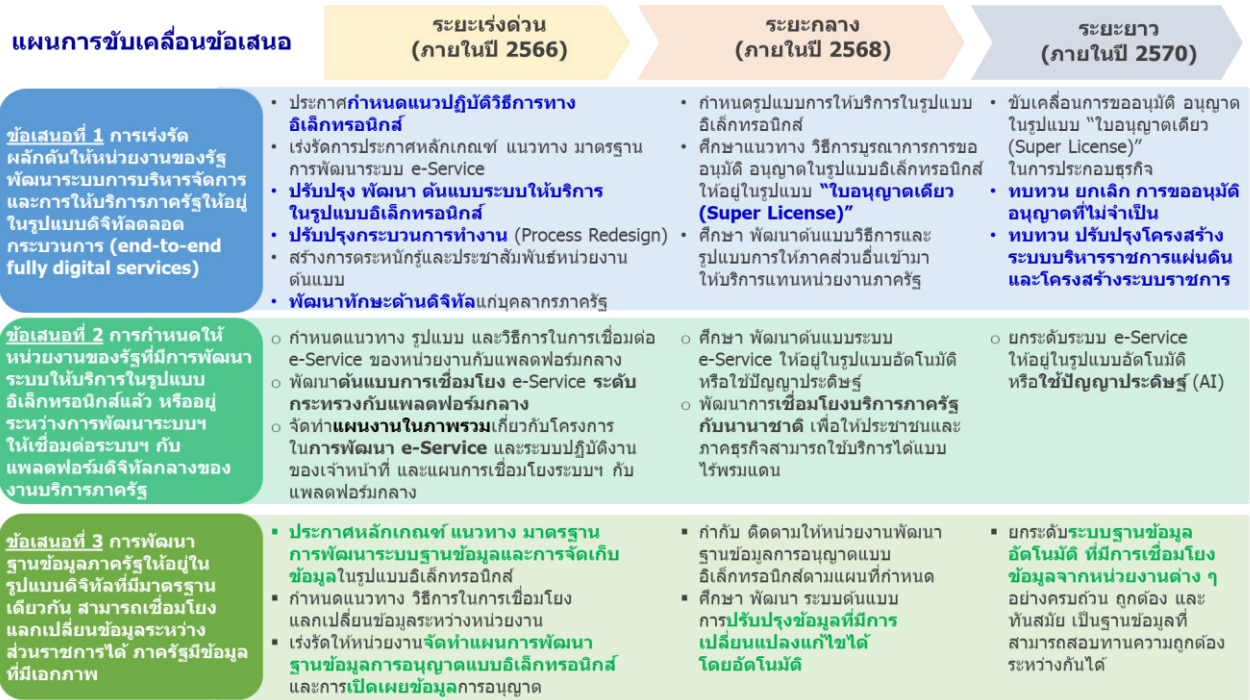 แผนการขับเคลื่อนข้อเสนอ
ระยะเร่งด่วน
(ภายในปี 2566)
ระยะกลาง
(ภายในปี 2568)
ระยะยาว
(ภายในปี 2570)
ข้อเสนอที่ 1 การเร่งรัด
ผลักดันให้หน่วยงานของรัฐ
พัฒนาระบบการบริหารจัดการ
และการให้บริการภาครัฐให้อยู่
ในรูปแบบดิจิทัลตลอด
กระบวนการ (end-to-end
fully digital services)
• ประกาศกำหนดแนวปฏิบัติวิธีการทาง
อิเล็กทรอนิกส์
• เร่งรัดการประกาศหลักเกณฑ์ แนวทาง มาตรฐาน
การพัฒนาระบบ e-Service
• ปรับปรุง พัฒนา ต้นแบบระบบให้บริการ
ในรูปแบบอิเล็กทรอนิกส์
• ปรับปรุงกระบวนการทำงาน (Process Redesign)
• สร้างการตระหนักรู้และประชาสัมพันธ์หน่วยงาน
ต้นแบบ
• พัฒนาทักษะด้านดิจิทัลแก่บุคลากรภาครัฐ
• กำหนดรูปแบบการให้บริการในรูปแบบ
อิเล็กทรอนิกส์
• ศึกษาแนวทาง วิธีการบูรณาการการขอ
อนุมัติ อนุญาตในรูปแบบอิเล็กทรอนิกส์
ให้อยู่ในรูปแบบ “ใบอนุญาตเดียว
(Super License)”
• ศึกษา พัฒนาต้นแบบวิธีการและ
รูปแบบการให้ภาคส่วนอื่นเข้ามา
ให้บริการแทนหน่วยงานภาครัฐ
• ขับเคลื่อนการขออนุมัติ อนุญาต
ในรูปแบบ “ใบอนุญาตเดียว
(Super License)”
ในการประกอบธุรกิจ
• ทบทวน ยกเลิก การขออนุมัติ
อนุญาตที่ไม่จำเป็น
• ทบทวน ปรับปรุงโครงสร้าง
ระบบบริหารราชการแผ่นดิน
และโครงสร้างระบบราชการ
ข้อเสนอที่ 2 การกำหนดให้
หน่วยงานของรัฐที่มีการพัฒนา
ระบบให้บริการในรูปแบบ
อิเล็กทรอนิกส์แล้ว หรืออยู่
ระหว่างการพัฒนาระบบฯ
ให้เชื่อมต่อระบบฯ กับ
แพลตฟอร์มดิจิทัลกลางของ
งานบริการภาครัฐ
○ กำหนดแนวทาง รูปแบบ และวิธีการในการเชื่อมต่อ
e-Service ของหน่วยงานกับแพลตฟอร์มกลาง
○ พัฒนาต้นแบบการเชื่อมโยง e-Service ระดับ
กระทรวงกับแพลตฟอร์มกลาง
○ จัดทำแผนงานในภาพรวมเกี่ยวกับโครงการ
ในการพัฒนา e-Service และระบบปฏิบัติงาน
ของเจ้าหน้าที่ และแผนการเชื่อมโยงระบบฯ กับ
แพลตฟอร์มกลาง
○ ศึกษา พัฒนาต้นแบบระบบ
e-Service ให้อยู่ในรูปแบบอัตโนมัติ
หรือใช้ปัญญาประดิษฐ์
○ พัฒนาการเชื่อมโยงบริการภาครัฐ
กับนานาชาติ เพื่อให้ประชาชนและ
ภาคธุรกิจสามารถใช้บริการได้แบบ
ไร้พรมแดน
○ ยกระดับระบบ e-Service
ให้อยู่ในรูปแบบอัตโนมัติ
หรือใช้ปัญญาประดิษฐ์ (AI)
ข้อเสนอที่ 3 การพัฒนา
ฐานข้อมูลภาครัฐให้อยู่ใน
รูปแบบดิจิทัลที่มีมาตรฐาน
เดียวกัน สามารถเชื่อมโยง
แลกเปลี่ยนข้อมูลระหว่าง
ส่วนราชการได้ ภาครัฐมีข้อมูล
ที่มีเอกภาพ
▪ ประกาศหลักเกณฑ์ แนวทาง มาตรฐาน
การพัฒนาระบบฐานข้อมูลและการจัดเก็บ
ข้อมูลในรูปแบบอิเล็กทรอนิกส์
▪ กำหนดแนวทาง วิธีการในการเชื่อมโยง
แลกเปลี่ยนข้อมูลระหว่างหน่วยงาน
▪ เร่งรัดให้หน่วยงานจัดทำแผนการพัฒนา
ฐานข้อมูลการอนุญาตแบบอิเล็กทรอนิกส์
และการเปิดเผยข้อมูลการอนุญาต
▪ กำกับ ติดตามให้หน่วยงานพัฒนา
ฐานข้อมูลการอนุญาตแบบ
อิเล็กทรอนิกส์ตามแผนที่กำหนด
▪ ศึกษา พัฒนา ระบบต้นแบบ
การปรับปรุงข้อมูลที่มีการ
เปลี่ยนแปลงแก้ไขได้
โดยอัตโนมัติ
▪ ยกระดับระบบฐานข้อมูล
อัตโนมัติ ที่มีการเชื่อมโยง
ข้อมูลจากหน่วยงานต่าง ๆ
อย่างครบถ้วน ถูกต้อง และ
ทันสมัย เป็นฐานข้อมูลที่
สามารถสอบทานความถูกต้อง
ระหว่างกันได้